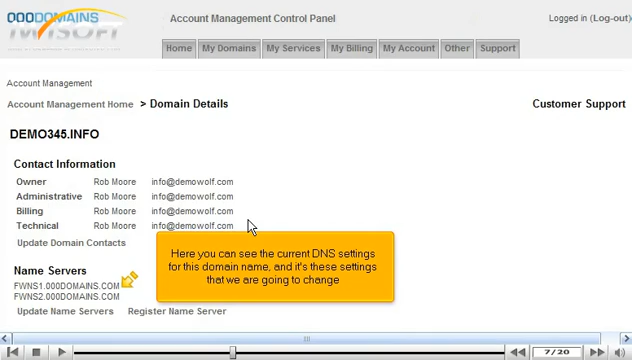 000DOMAINS
Account Management Control Panel
Logged in (Log-out)
Home
My Domains
My Services
My Billing
My Account
Other
Support
Account Management
Account Management Home > Domain Details
Customer Support
DEMO345.INFO
Contact Information
Owner Rob Moore info@demowolf.com
Administrative Rob Moore info@demowolf.com
Billing Rob Moore info@demowolf.com
Technical Rob Moore info@demowolf.com
Update Domain Contacts
Here you can see the current DNS settings
for this domain name, and it's these settings
that we are going to change
Name Servers
FWNS1.000DOMAINS.COM
FWNS2.000DOMAINS.COM
Update Name Servers Register Name Server
7/20